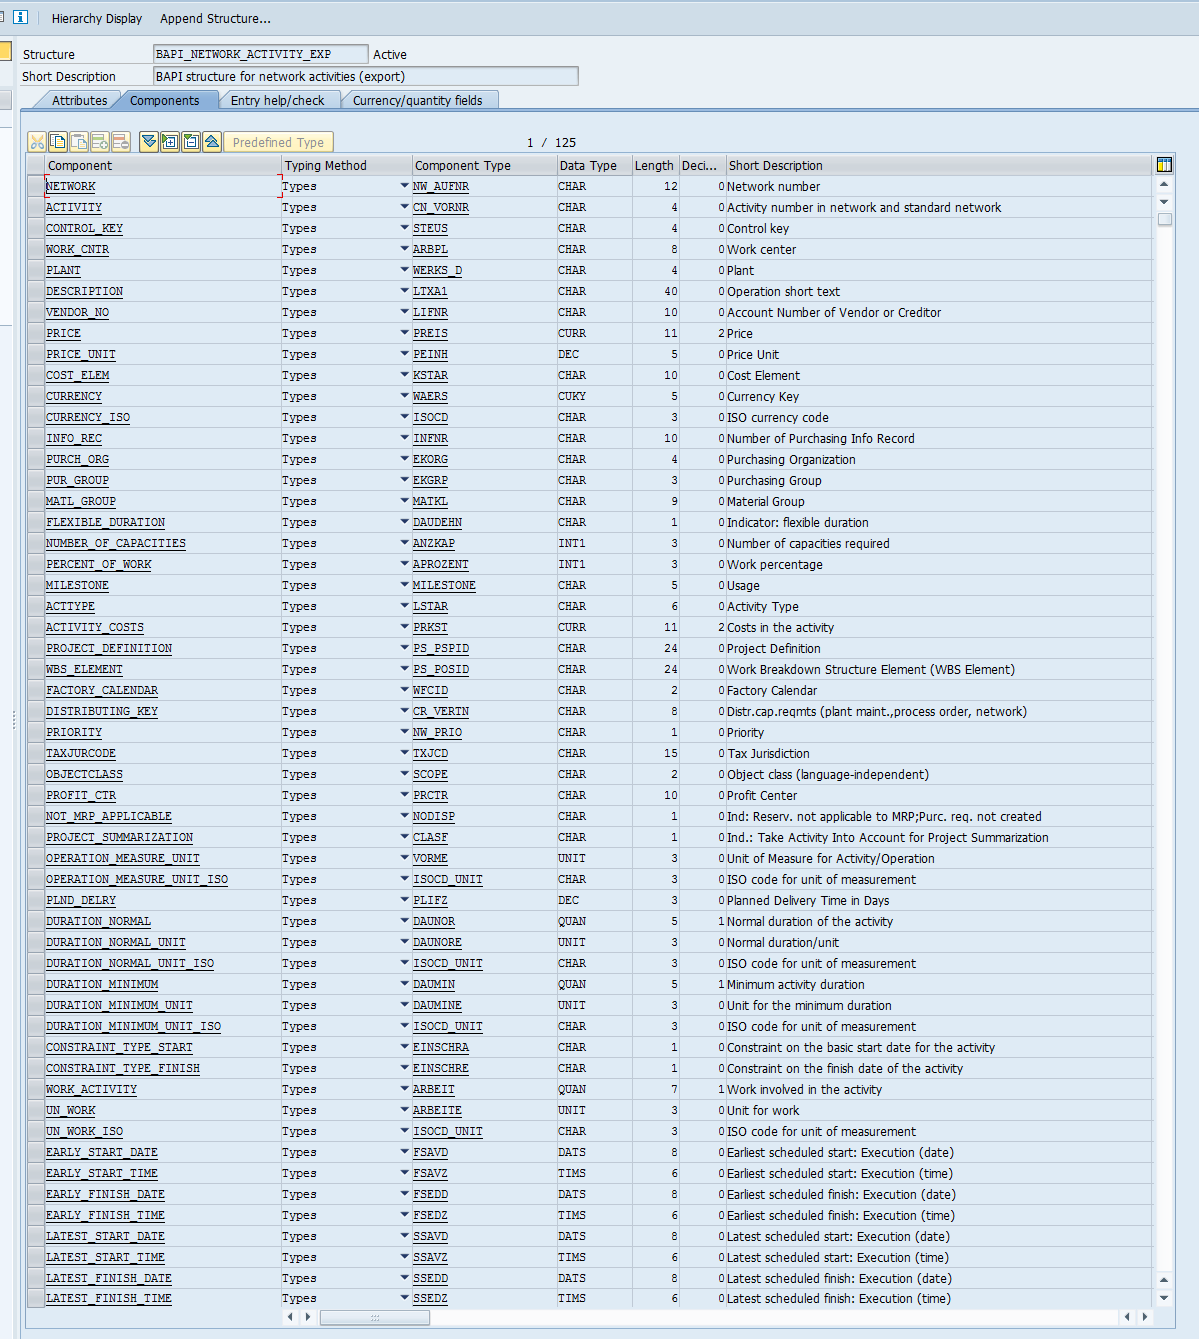 Hierarchy Display Append Structure...
Structure BAPI_NETWORK_ACTIVITY_EXP Active
Short Description BAPI structure for network activities (export)
Attributes Components Entry help/check Currency/quantity fields
Predefined Type 1 / 125
Component Typing Method Component Type Data Type Length Deci... Short Description
NETWORK Types NW_AUFNR CHAR 12 0 Network number
ACTIVITY Types CN_VORNR CHAR 4 0 Activity number in network and standard network
CONTROL_KEY Types STEUS CHAR 4 0 Control key
WORK_CNTR Types ARBPL CHAR 8 0 Work center
PLANT Types WERKS_D CHAR 4 0 Plant
DESCRIPTION Types LTXA1 CHAR 40 0 Operation short text
VENDOR_NO Types LIFNR CHAR 10 0 Account Number of Vendor or Creditor
PRICE Types PREIS CURR 11 2 Price
PRICE_UNIT Types PEINH DEC 5 0 Price Unit
COST_ELEM Types KSTAR CHAR 10 0 Cost Element
CURRENCY Types WAERS CUKY 5 0 Currency Key
CURRENCY_ISO Types ISOCD CHAR 3 0 ISO currency code
INFO_REC Types INFNR CHAR 10 0 Number of Purchasing Info Record
PURCH_ORG Types EKORG CHAR 4 0 Purchasing Organization
PUR_GROUP Types EKGRP CHAR 3 0 Purchasing Group
MATL_GROUP Types MATKL CHAR 9 0 Material Group
FLEXIBLE_DURATION Types DAUDEHN CHAR 1 0 Indicator: flexible duration
NUMBER_OF_CAPACITIES Types ANZKAP INT1 3 0 Number of capacities required
PERCENT_OF_WORK Types APROZENT INT1 3 0 Work percentage
MILESTONE Types MILESTONE CHAR 5 0 Usage
ACTTYPE Types LSTAR CHAR 6 0 Activity Type
ACTIVITY_COSTS Types PRKST CURR 11 2 Costs in the activity
PROJECT_DEFINITION Types PS_PSPID CHAR 24 0 Project Definition
WBS_ELEMENT Types PS_POSID CHAR 24 0 Work Breakdown Structure Element (WBS Element)
FACTORY_CALENDAR Types WFCID CHAR 2 0 Factory Calendar
DISTRIBUTING_KEY Types CR_VERTN CHAR 8 0 Distr.cap.reqmts (plant maint.,process order, network)
PRIORITY Types NW_PRIO CHAR 1 0 Priority
TAXJURCODE Types TXJCD CHAR 15 0 Tax Jurisdiction
OBJECTCLASS Types SCOPE CHAR 2 0 Object class (language-independent)
PROFIT_CTR Types PRCTR CHAR 10 0 Profit Center
NOT_MRP_APPLICABLE Types NODISP CHAR 1 0 Ind: Reserv. not applicable to MRP;Purc. req. not created
PROJECT_SUMMARIZATION Types CLASF CHAR 1 0 Ind.: Take Activity Into Account for Project Summarization
OPERATION_MEASURE_UNIT Types VORME UNIT 3 0 Unit of Measure for Activity/Operation
OPERATION_MEASURE_UNIT_ISO Types ISOCD_UNIT CHAR 3 0 ISO code for unit of measurement
PLND_DELRY Types PLIFZ DEC 3 0 Planned Delivery Time in Days
DURATION_NORMAL Types DAUNOR QUAN 5 1 Normal duration of the activity
DURATION_NORMAL_UNIT Types DAUNORE UNIT 3 0 Normal duration/unit
DURATION_NORMAL_UNIT_ISO Types ISOCD_UNIT CHAR 3 0 ISO code for unit of measurement
DURATION_MINIMUM Types DAUMIN QUAN 5 1 Minimum activity duration
DURATION_MINIMUM_UNIT Types DAUMINE UNIT 3 0 Unit for the minimum duration
DURATION_MINIMUM_UNIT_ISO Types ISOCD_UNIT CHAR 3 0 ISO code for unit of measurement
CONSTRAINT_TYPE_START Types EINSCHRA CHAR 1 0 Constraint on the basic start date for the activity
CONSTRAINT_TYPE_FINISH Types EINSCHRE CHAR 1 0 Constraint on the finish date of the activity
WORK_ACTIVITY Types ARBEIT QUAN 7 1 Work involved in the activity
UN_WORK Types ARBEITE UNIT 3 0 Unit for work
UN_WORK_ISO Types ISOCD_UNIT CHAR 3 0 ISO code for unit of measurement
EARLY_START_DATE Types FSAVD DATS 8 0 Earliest scheduled start: Execution (date)
EARLY_START_TIME Types FSAVZ TIMS 6 0 Earliest scheduled start: Execution (time)
EARLY_FINISH_DATE Types FSEDD DATS 8 0 Earliest scheduled finish: Execution (date)
EARLY_FINISH_TIME Types FSEDZ TIMS 6 0 Earliest scheduled finish: Execution (time)
LATEST_START_DATE Types SSAVD DATS 8 0 Latest scheduled start: Execution (date)
LATEST_START_TIME Types SSAVZ TIMS 6 0 Latest scheduled start: Execution (time)
LATEST_FINISH_DATE Types SSEDD DATS 8 0 Latest scheduled finish: Execution (date)
LATEST_FINISH_TIME Types SSEDZ TIMS 6 0 Latest scheduled finish: Execution (time)